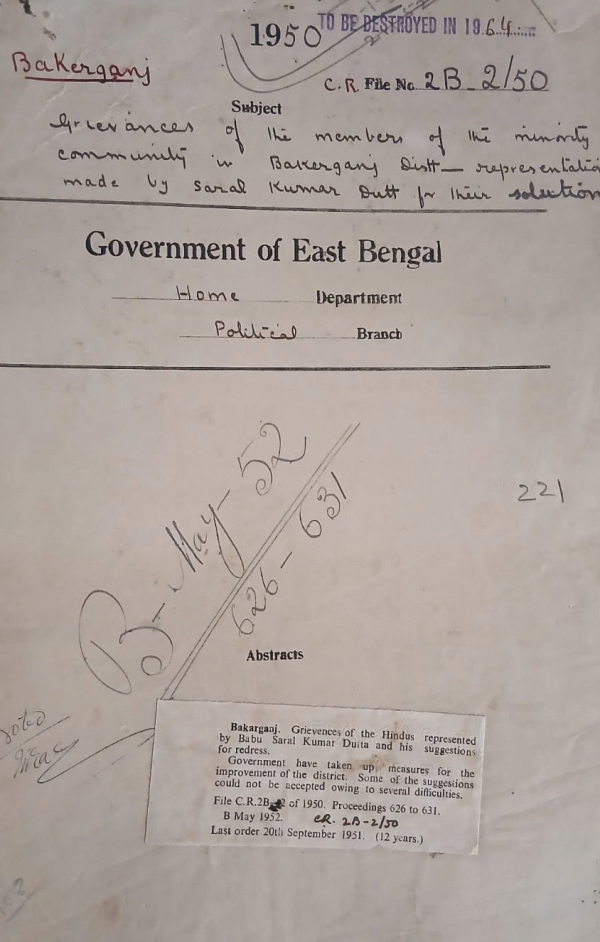 1950 TO BE DESTROYED IN 1964
Bakerganj
C. R. File No. 2B-2/50
Subject
Grievances of the members of the minority
community in Bakerganj Distt — representation
made by Saral Kumar Dutt for their solution
Government of East Bengal
Home Department
Political Branch
B-May-52
626-631
221
Abstracts
noted
Bakarganj. Grievences of the Hindus represented
by Babu Saral Kumar Dutta and his suggestions
for redress.
Government have taken up measures for the
improvement of the district. Some of the suggestions
could not be accepted owing to several difficulties.
File C.R.2B-2 of 1950. Proceedings 626 to 631.
B May 1952. CR. 2B-2/50
Last order 20th September 1951. (12 years.)